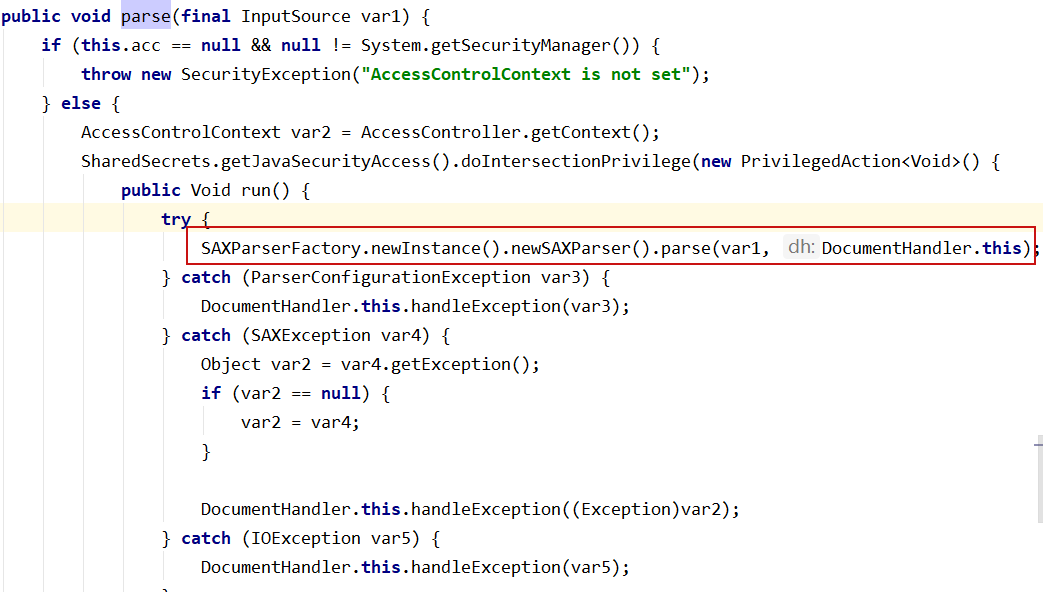 public void parse(final InputSource var1) {
    if (this.acc == null && null != System.getSecurityManager()) {
        throw new SecurityException("AccessControlContext is not set");
    } else {
        AccessControlContext var2 = AccessController.getContext();
        SharedSecrets.getJavaSecurityAccess().doIntersectionPrivilege(new PrivilegedAction<Void>() {
            public Void run() {
                try {
                    SAXParserFactory.newInstance().newSAXParser().parse(var1, dh: DocumentHandler.this);
                } catch (ParserConfigurationException var3) {
                    DocumentHandler.this.handleException(var3);
                } catch (SAXException var4) {
                    Object var2 = var4.getException();
                    if (var2 == null) {
                        var2 = var4;
                    }
                    DocumentHandler.this.handleException((Exception)var2);
                } catch (IOException var5) {
                    DocumentHandler.this.handleException(var5);